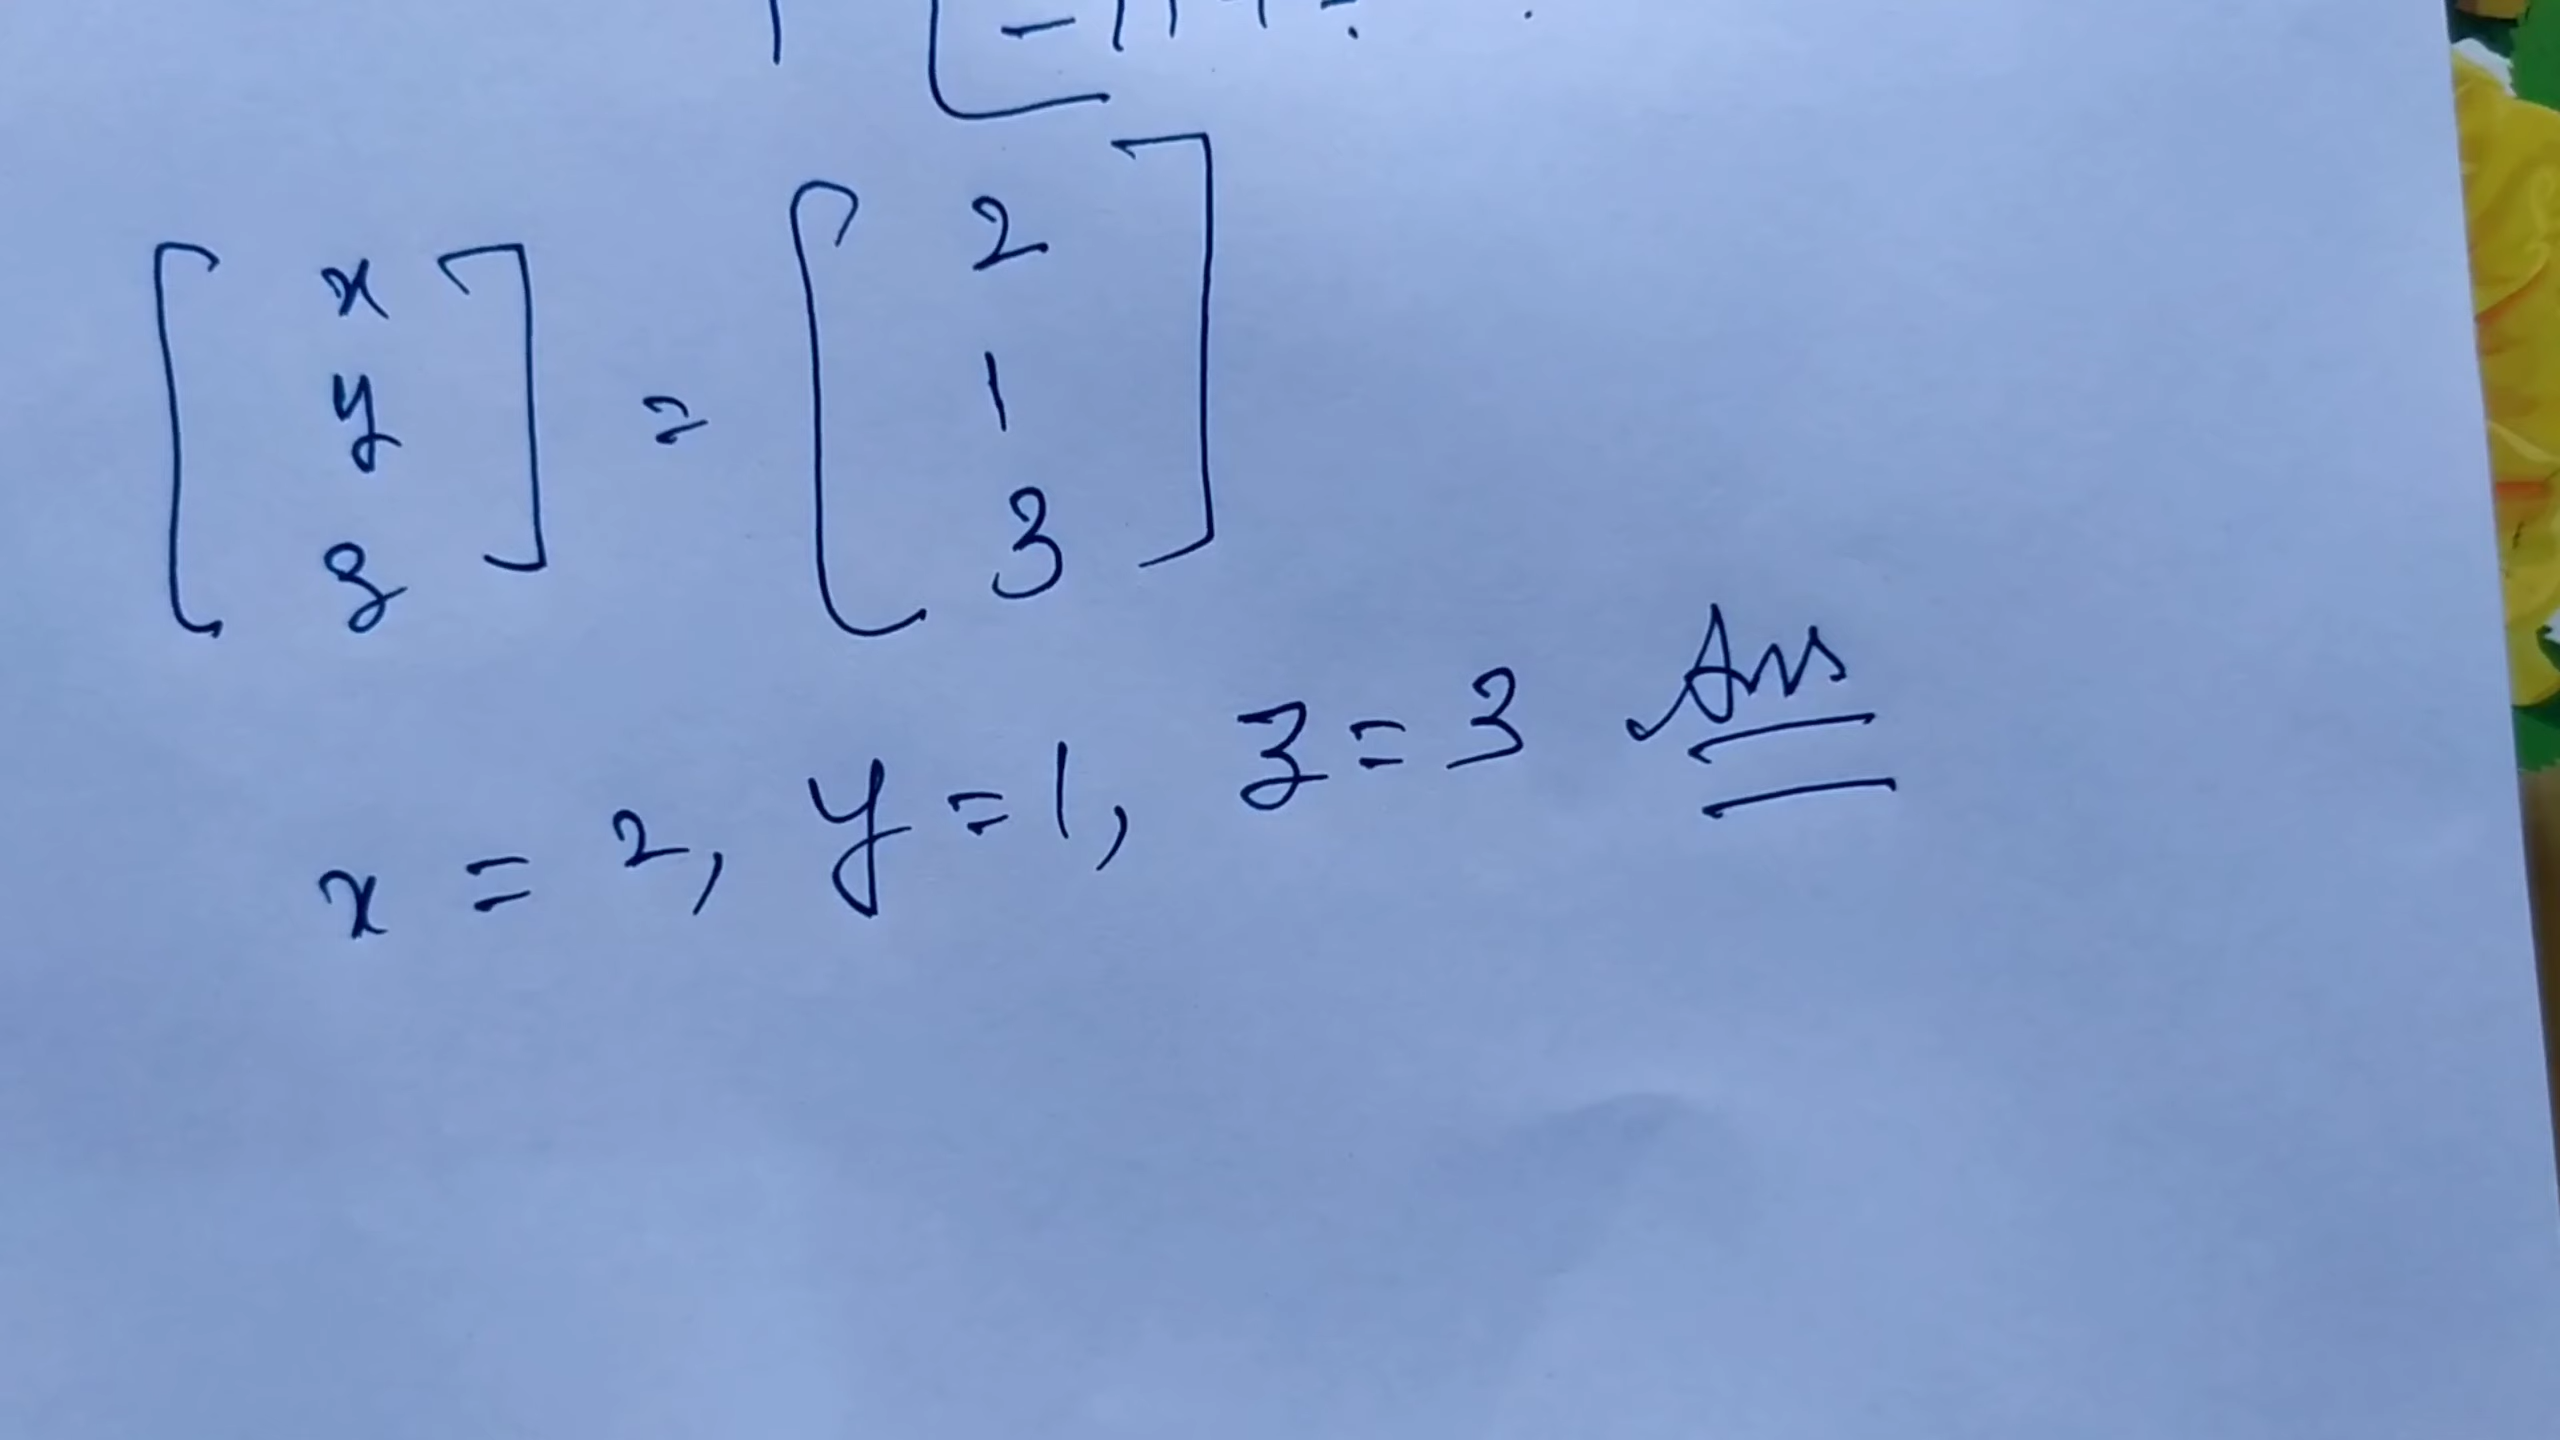 [ x ] = [ 2 ]
[ y ] [ 1 ]
[ z ] [ 3 ]
x = 2, y = 1, z = 3 Ans